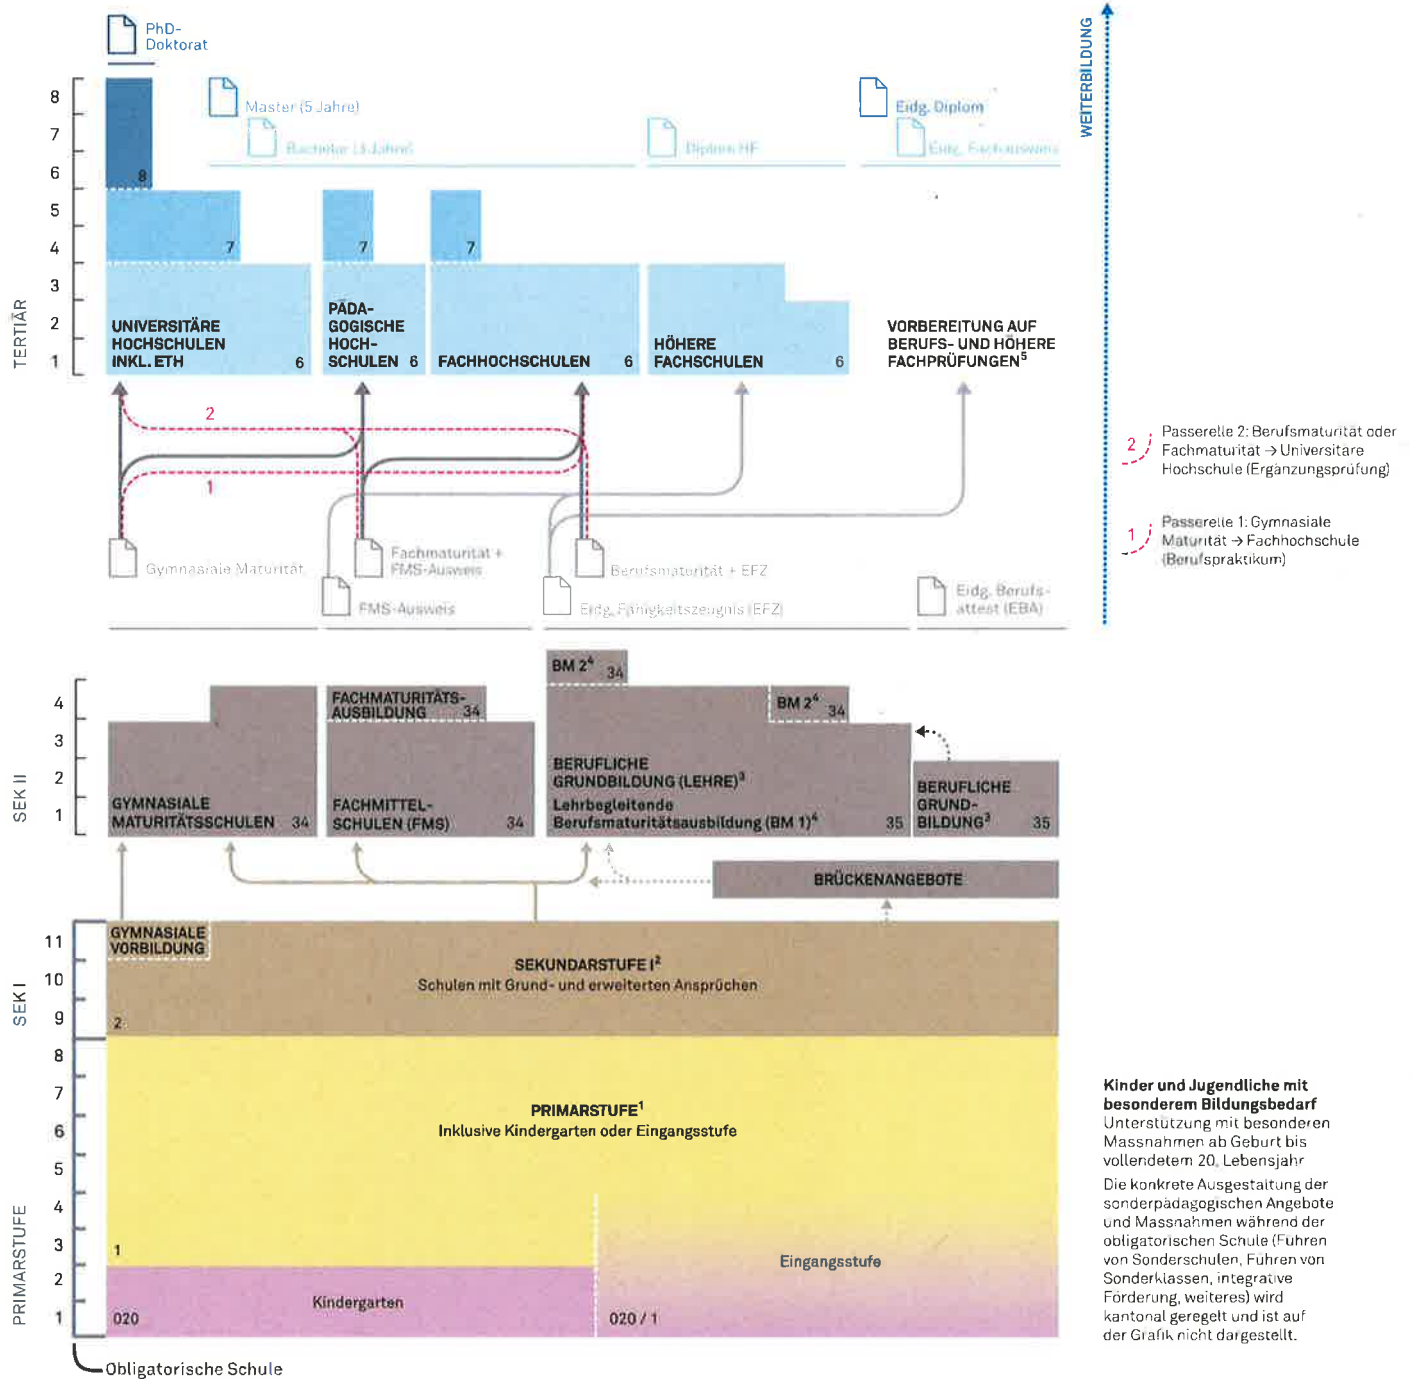 PhD-
Doktorat
WEITERBILDUNG
8
7
6
5
4
3
2
1
TERTIÄR
Master (5 Jahre)
Bachelor (3 Jahre)
Diplom HF
Eidg. Diplom
Eidg. Fachausweis
8
7
7
7
UNIVERSITÄRE
HOCHSCHULEN
INKL. ETH 6
PÄDA-
GOGISCHE
HOCH-
SCHULEN 6
FACHHOCHSCHULEN 6
HÖHERE
FACHSCHULEN 6
VORBEREITUNG AUF
BERUFS- UND HÖHERE
FACHPRÜFUNGEN⁵
2
1
2
Passerelle 2: Berufsmaturität oder
Fachmaturität → Universitäre
Hochschule (Ergänzungsprüfung)
1
Passerelle 1: Gymnasiale
Maturität → Fachhochschule
(Berufspraktikum)
Gymnasiale Maturität
Fachmaturität +
FMS-Ausweis
FMS-Ausweis
Berufsmaturität + EFZ
Eidg. Fähigkeitszeugnis (EFZ)
Eidg. Berufs-
attest (EBA)
SEK II
4
3
2
1
GYMNASIALE
MATURITÄTSSCHULEN 34
FACHMATURITÄTS-
AUSBILDUNG 34
FACHMITTEL-
SCHULEN (FMS) 34
BM 2⁴ 34
BM 2⁴ 34
BERUFLICHE
GRUNDBILDUNG (LEHRE)³
Lehrbegleitende
Berufsmaturitätsausbildung (BM 1)⁴ 35
BERUFLICHE
GRUND-
BILDUNG³ 35
BRÜCKENANGEBOTE
SEK I
11
10
9
GYMNASIALE
VORBILDUNG
SEKUNDARSTUFE I²
Schulen mit Grund- und erweiterten Ansprüchen
2
PRIMARSTUFE
8
7
6
5
4
3
2
1
PRIMARSTUFE¹
Inklusive Kindergarten oder Eingangsstufe
1
Kindergarten
020
Eingangsstufe
020 / 1
Obligatorische Schule
Kinder und Jugendliche mit
besonderem Bildungsbedarf
Unterstützung mit besonderen
Massnahmen ab Geburt bis
vollendetem 20. Lebensjahr
Die konkrete Ausgestaltung der
sonderpädagogischen Angebote
und Massnahmen während der
obligatorischen Schule (Führen
von Sonderschulen, Führen von
Sonderklassen, integrative
Förderung, weiteres) wird
kantonal geregelt und ist auf
der Grafik nicht dargestellt.